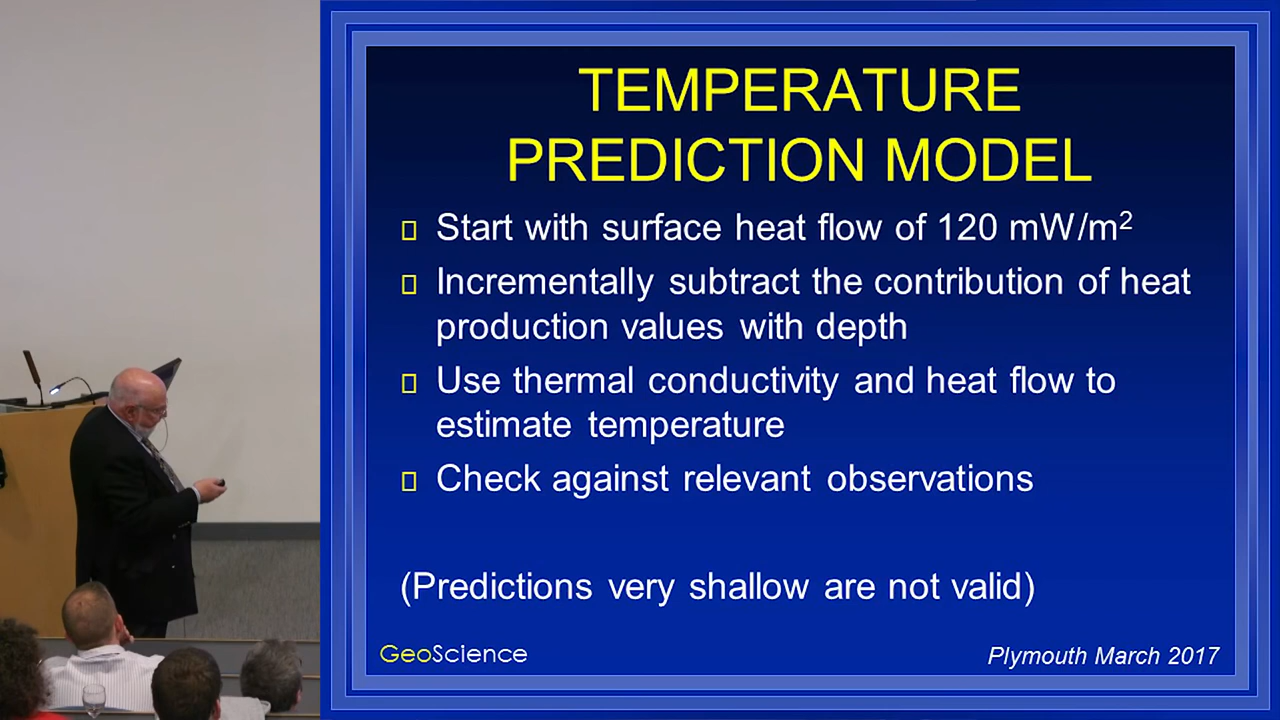 TEMPERATURE
PREDICTION MODEL
Start with surface heat flow of 120 mW/m²
Incrementally subtract the contribution of heat
production values with depth
Use thermal conductivity and heat flow to
estimate temperature
Check against relevant observations
(Predictions very shallow are not valid)
GeoScience
Plymouth March 2017